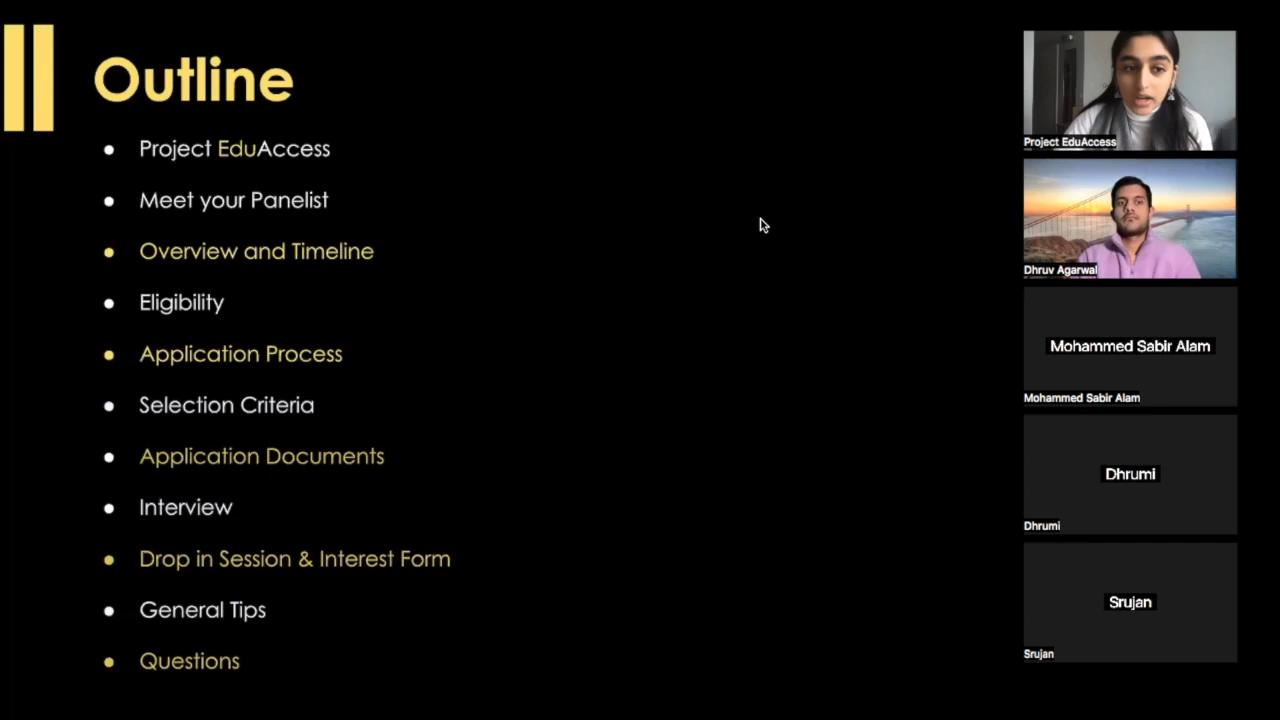 Outline
Project EduAccess
Meet your Panelist
Overview and Timeline
Eligibility
Application Process
Selection Criteria
Application Documents
Interview
Drop in Session & Interest Form
General Tips
Questions
Project EduAccess
Dhruv Agarwal
Mohammed Sabir Alam
Mohammed Sabir Alam
Dhrumi
Dhrumi
Srujan
Srujan